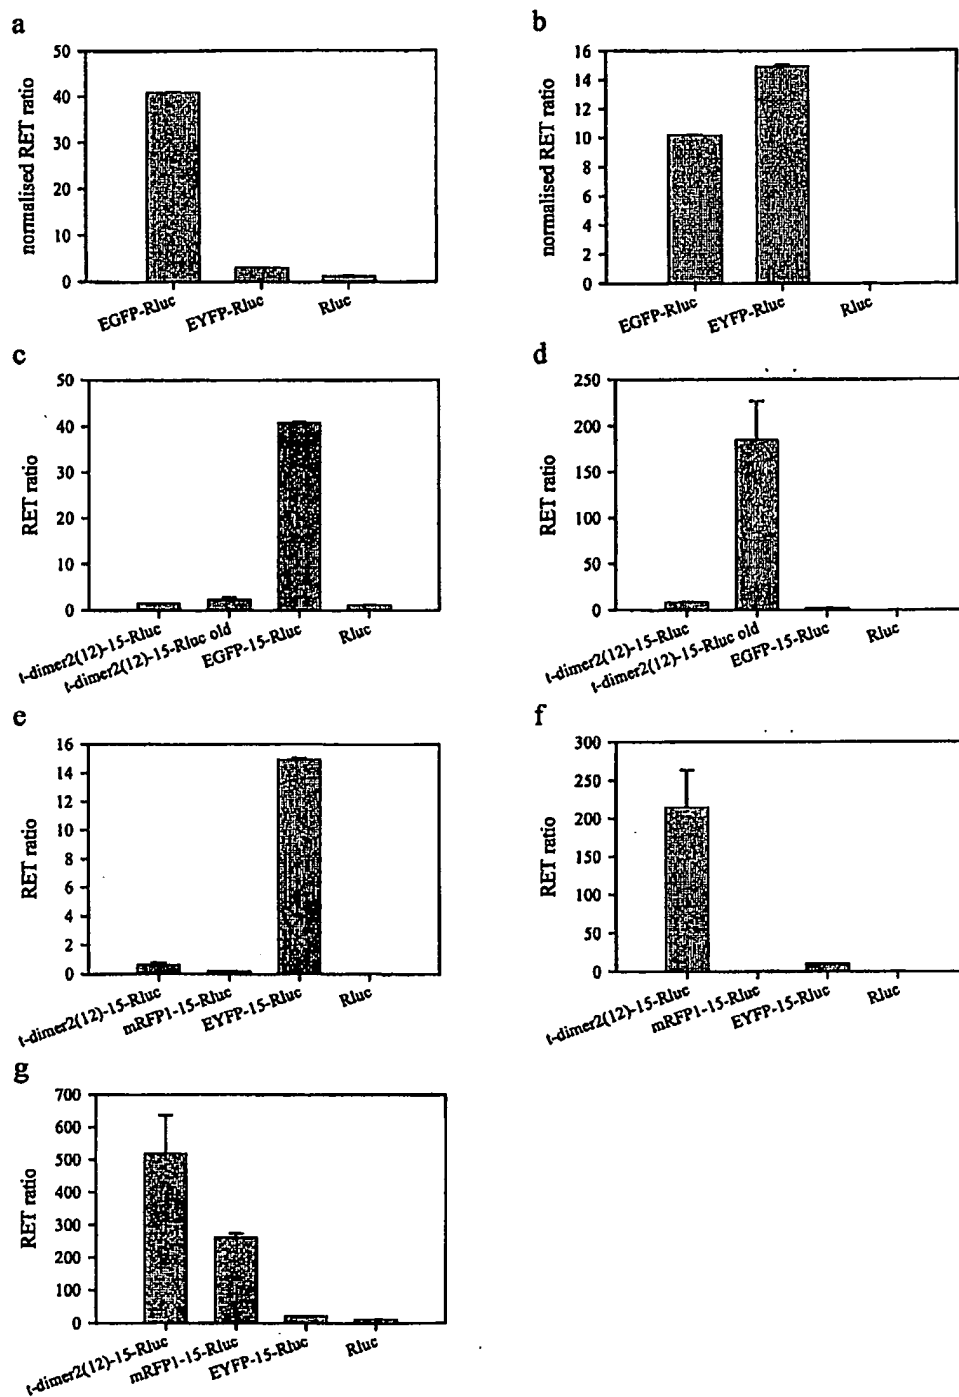 a
normalised RET ratio
50
40
30
20
10
0
EGFP-Rluc
EYFP-Rluc
Rluc
b
normalised RET ratio
16
14
12
10
8
6
4
2
0
EGFP-Rluc
EYFP-Rluc
Rluc
c
RET ratio
50
40
30
20
10
0
t-dimer2(12)-15-Rluc
t-dimer2(12)-15-Rluc old
EGFP-15-Rluc
Rluc
d
RET ratio
250
200
150
100
50
0
t-dimer2(12)-15-Rluc
t-dimer2(12)-15-Rluc old
EGFP-15-Rluc
Rluc
e
RET ratio
16
14
12
10
8
6
4
2
0
t-dimer2(12)-15-Rluc
mRFP1-15-Rluc
EYFP-15-Rluc
Rluc
f
RET ratio
300
250
200
150
100
50
0
t-dimer2(12)-15-Rluc
mRFP1-15-Rluc
EYFP-15-Rluc
Rluc
g
RET ratio
700
600
500
400
300
200
100
0
t-dimer2(12)-15-Rluc
mRFP1-15-Rluc
EYFP-15-Rluc
Rluc